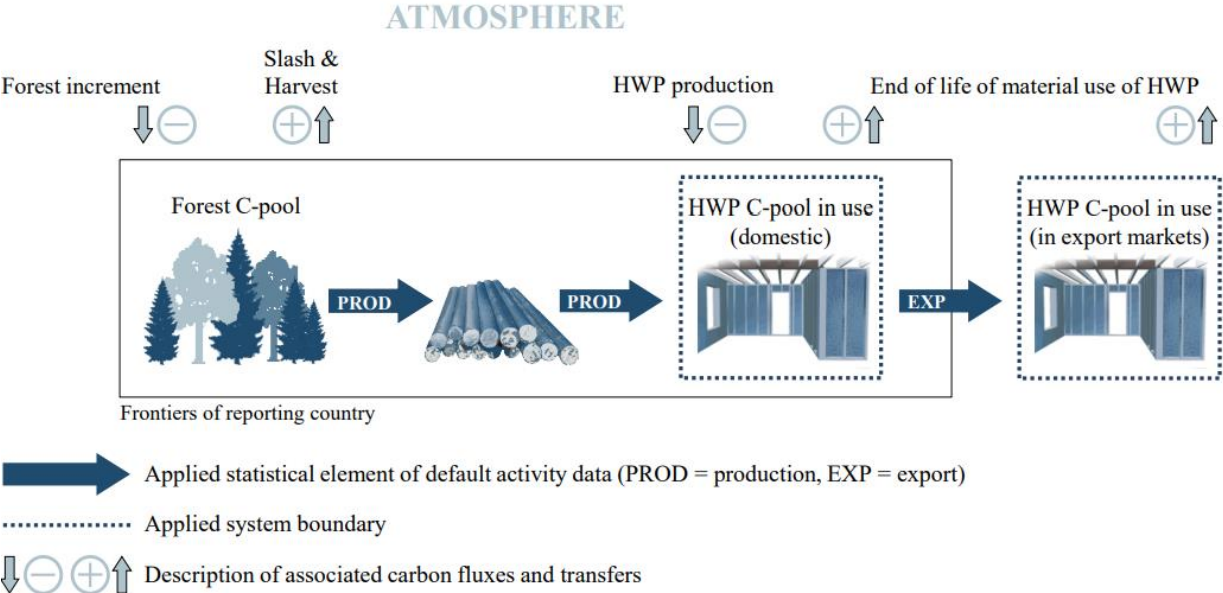 ATMOSPHERE
Slash &
Forest increment Harvest HWP production End of life of material use of HWP
Forest C-pool
HWP C-pool in use
(domestic)
HWP C-pool in use
(in export markets)
PROD
PROD
EXP
Frontiers of reporting country
Applied statistical element of default activity data (PROD = production, EXP = export)
Applied system boundary
Description of associated carbon fluxes and transfers